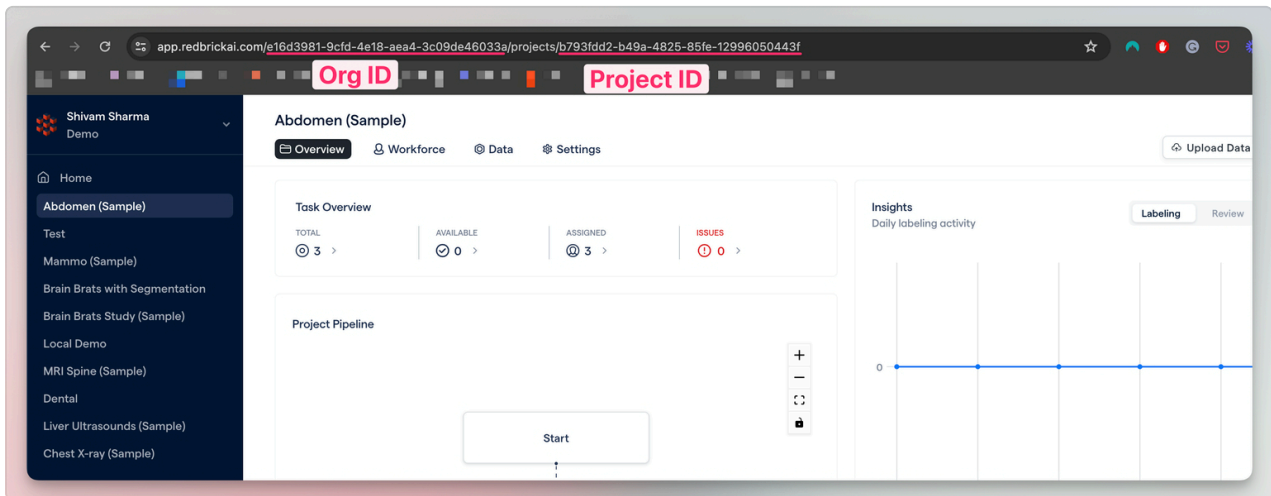 app.redbrickai.com/e16d3981-9cfd-4e18-aea4-3c09de46033a/projects/b793fdd2-b49a-4825-85fe-12996050443f
Org ID
Project ID
Shivam Sharma
Demo
Home
Abdomen (Sample)
Test
Mammo (Sample)
Brain Brats with Segmentation
Brain Brats Study (Sample)
Local Demo
MRI Spine (Sample)
Dental
Liver Ultrasounds (Sample)
Chest X-ray (Sample)
Abdomen (Sample)
Overview Workforce Data Settings
Upload Data
Task Overview
TOTAL AVAILABLE ASSIGNED ISSUES
3 0 3 0
Project Pipeline
Start
Insights
Daily labeling activity
Labeling Review
0